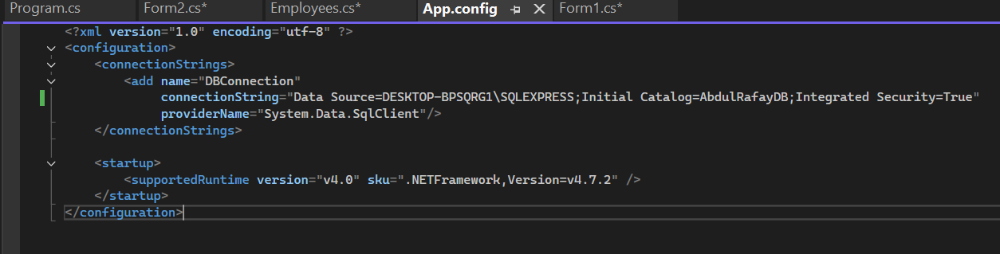 Program.cs Form2.cs* Employees.cs* App.config Form1.cs*
<?xml version="1.0" encoding="utf-8" ?>
<configuration>
<connectionStrings>
<add name="DBConnection"
connectionString="Data Source=DESKTOP-BPSQRG1\SQLEXPRESS;Initial Catalog=AbdulRafayDB;Integrated Security=True"
providerName="System.Data.SqlClient"/>
</connectionStrings>
<startup>
<supportedRuntime version="v4.0" sku=".NETFramework,Version=v4.7.2" />
</startup>
</configuration>